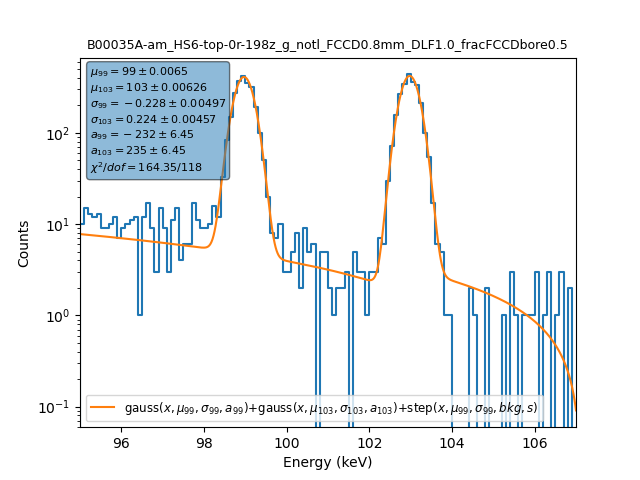 B00035A-am_HS6-top-0r-198z_g_notl_FCCD0.8mm_DLF1.0_fracFCCDbore0.5
μ₉₉ = 99 ± 0.0065
μ₁₀₃ = 103 ± 0.00626
σ₉₉ = − 0.228 ± 0.00497
σ₁₀₃ = 0.224 ± 0.00457
a₉₉ = − 232 ± 6.45
a₁₀₃ = 235 ± 6.45
χ²/dof = 164.35/118
10²
10¹
10⁰
10⁻¹
Counts
gauss(x, μ₉₉, σ₉₉, a₉₉)+gauss(x, μ₁₀₃, σ₁₀₃, a₁₀₃)+step(x, μ₉₉, σ₉₉, bkg, s)
96 98 100 102 104 106
Energy (keV)